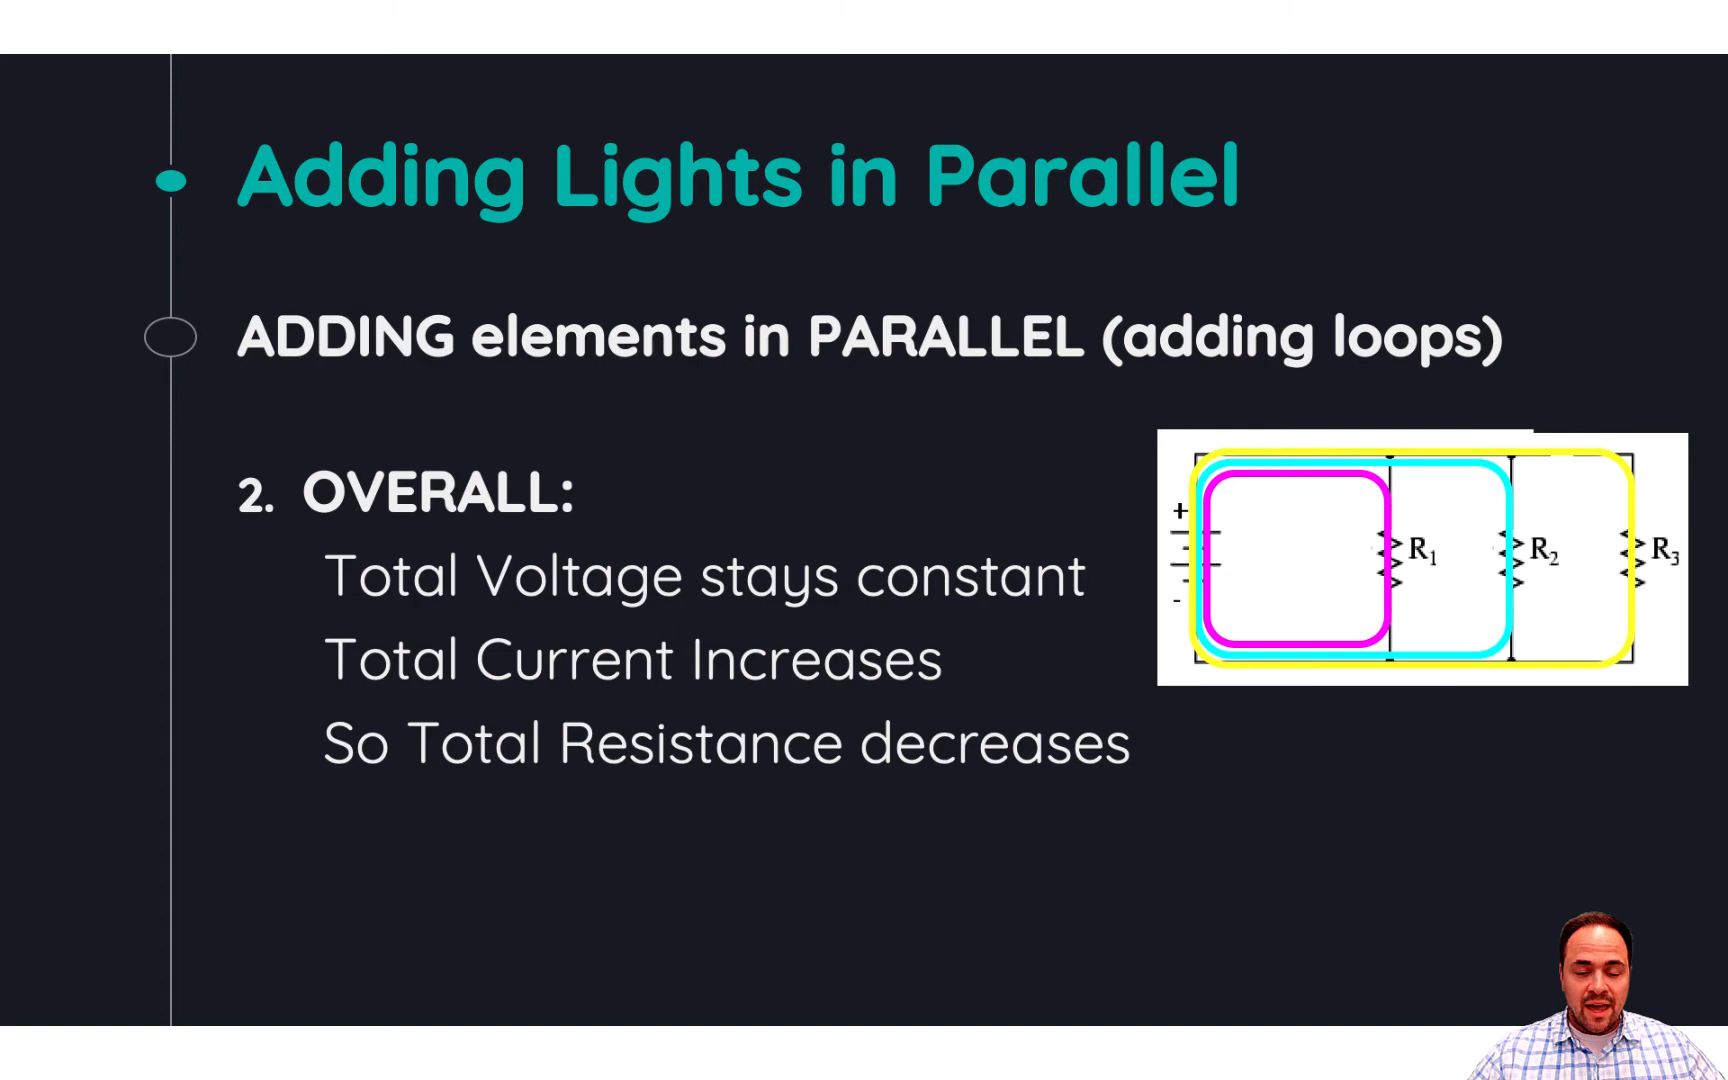 Adding Lights in Parallel
ADDING elements in PARALLEL (adding loops)
2. OVERALL:
Total Voltage stays constant
Total Current Increases
So Total Resistance decreases
+
-
R₁
R₂
R₃